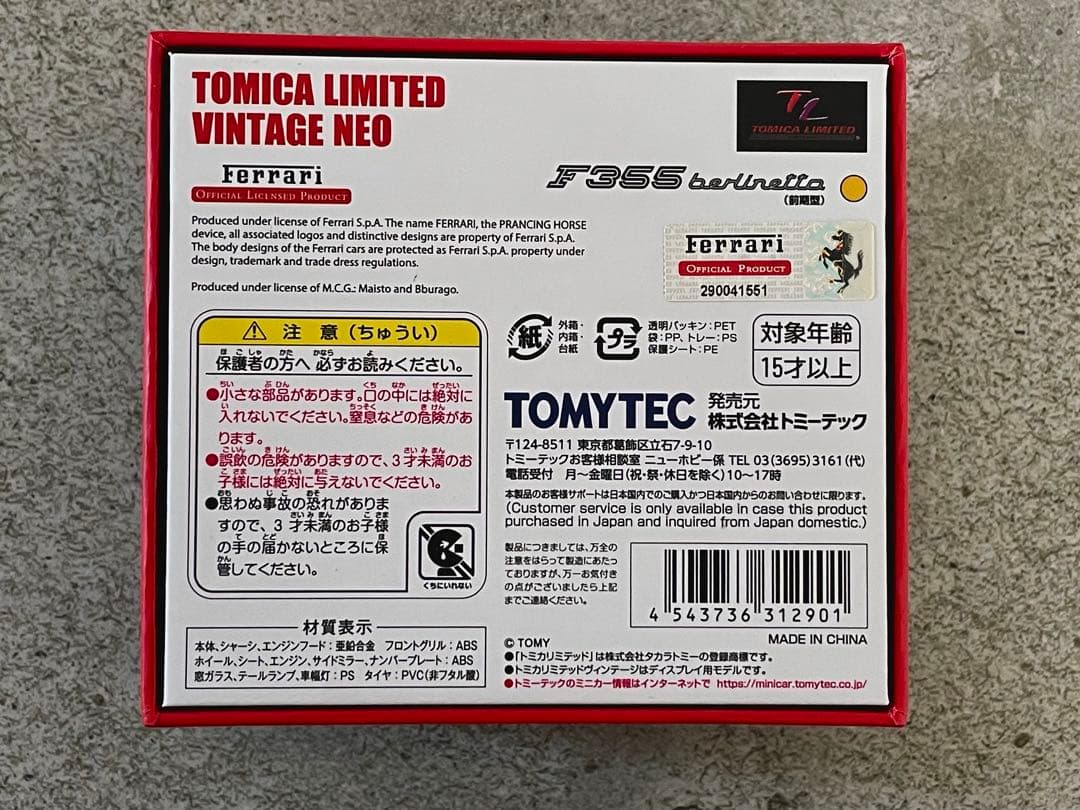 TOMICA LIMITED
VINTAGE NEO
TL
TOMICA LIMITED
Ferrari
OFFICIAL LICENSED PRODUCT
F355 berlinetta
(前期型)
Produced under license of Ferrari S.p.A. The name FERRARI, the PRANCING HORSE
device, all associated logos and distinctive designs are property of Ferrari S.p.A.
The body designs of the Ferrari cars are protected as Ferrari S.p.A. property under
design, trademark and trade dress regulations.
Produced under license of M.C.G.: Maisto and Bburago.
Ferrari
OFFICIAL PRODUCT
290041551
注 意 (ちゅうい)
保護者の方へ 必ずお読みください。
●小さな部品があります。口の中には絶対に
入れないでください。窒息などの危険があ
ります。
●誤飲の危険がありますので、3才未満のお
子様には絶対に与えないでください。
●思わぬ事故の恐れがありま
すので、3才未満のお子様
の手の届かないところに保
管してください。
くちにいれない
紙
外箱・
内箱・
台紙
プラ
透明パッキン:PET
袋:PP、トレー:PS
保護シート:PE
対象年齢
15才以上
TOMYTEC
発売元
株式会社トミーテック
〒124-8511 東京都葛飾区立石7-9-10
トミーテックお客様相談室 ニューホビー係 TEL 03(3695)3161(代)
電話受付 月〜金曜日(祝・祭・休日を除く)10〜17時
本製品のお客様サポートは日本国内でのご購入かつ日本国内からのお問い合わせに限ります。
(Customer service is only available in case this product
purchased in Japan and inquired from Japan domestic.)
製品につきましては、万全の
注意をはらって製造にあたっ
ておりますが、万一お気付き
の点がございましたら上記
までご連絡ください。
4 543736 312901
MADE IN CHINA
材質表示
本体、シャーシ、エンジンフード:亜鉛合金 フロントグリル:ABS
ホイール、シート、エンジン、サイドミラー、ナンバープレート:ABS
窓ガラス、テールランプ、車幅灯:PS タイヤ:PVC(非フタル酸)
© TOMY
●「トミカリミテッド」は株式会社タカラトミーの登録商標です。
●トミカリミテッドヴィンテージはディスプレイ用モデルです。
●トミーテックのミニカー情報はインターネットで https://minicar.tomytec.co.jp/